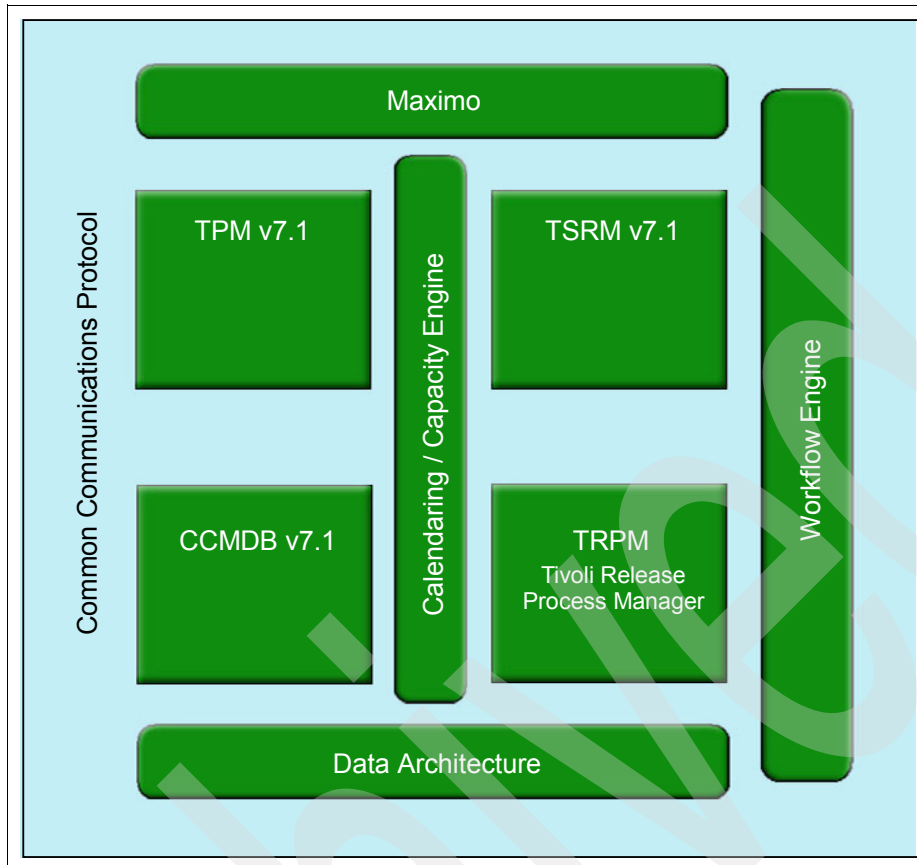 Maximo
Common Communications Protocol
TPM v7.1
Calendaring / Capacity Engine
TSRM v7.1
Workflow Engine
CCMDB v7.1
TRPM
Tivoli Release
Process Manager
Data Architecture